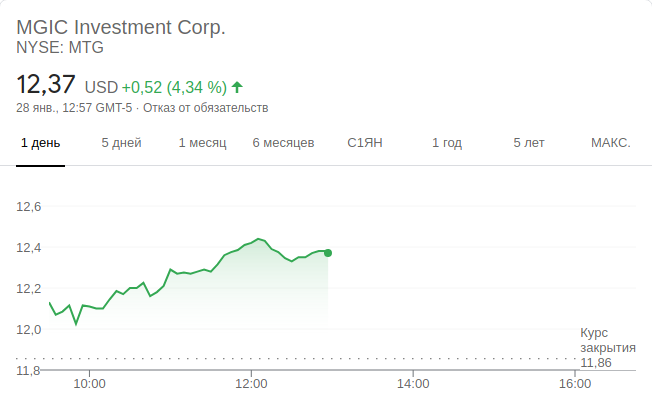 MGIC Investment Corp.
NYSE: MTG
12,37 USD +0,52 (4,34 %)
28 янв., 12:57 GMT-5 · Отказ от обязательств
1 день 5 дней 1 месяц 6 месяцев С1ЯН 1 год 5 лет МАКС.
12,6
12,4
12,2
12,0
Курс
закрытия
11,86
11,8
10:00 12:00 14:00 16:00